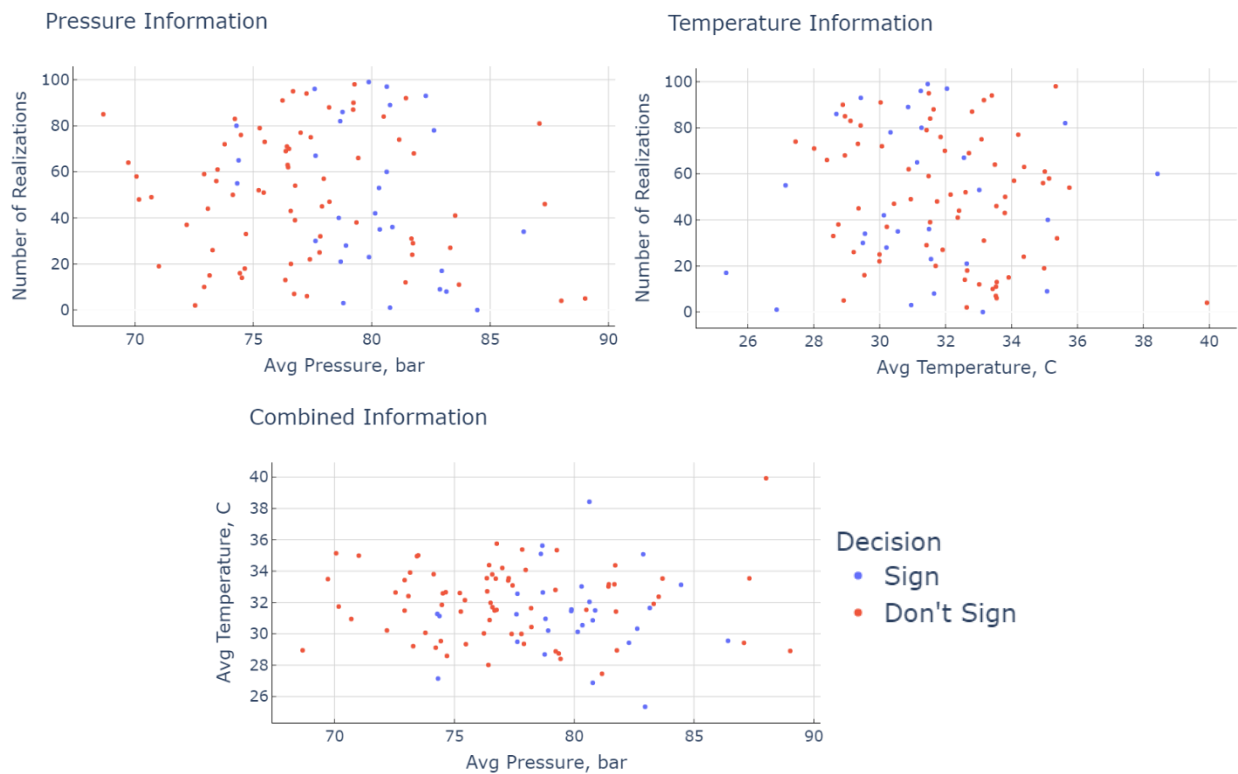 Pressure Information
Number of Realizations
100
80
60
40
20
0
70 75 80 85 90
Avg Pressure, bar
Temperature Information
Number of Realizations
100
80
60
40
20
0
26 28 30 32 34 36 38 40
Avg Temperature, C
Combined Information
Avg Temperature, C
40
38
36
34
32
30
28
26
70 75 80 85 90
Avg Pressure, bar
Decision
Sign
Don't Sign